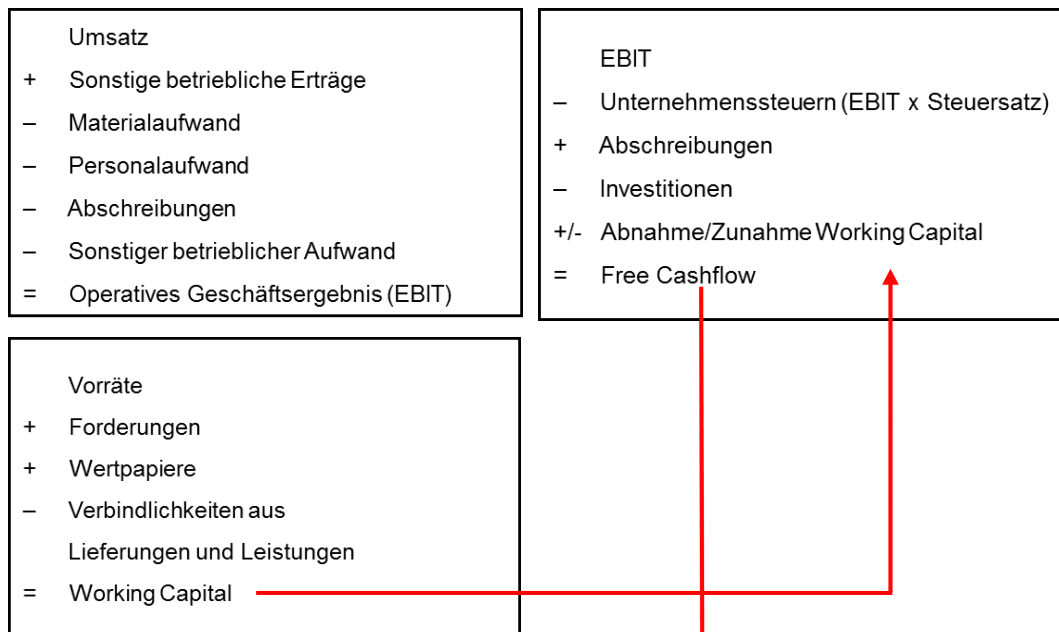 Umsatz
+ Sonstige betriebliche Erträge
– Materialaufwand
– Personalaufwand
– Abschreibungen
– Sonstiger betrieblicher Aufwand
= Operatives Geschäftsergebnis (EBIT)
EBIT
– Unternehmenssteuern (EBIT x Steuersatz)
+ Abschreibungen
– Investitionen
+/- Abnahme/Zunahme Working Capital
= Free Cashflow
Vorräte
+ Forderungen
+ Wertpapiere
– Verbindlichkeiten aus
Lieferungen und Leistungen
= Working Capital